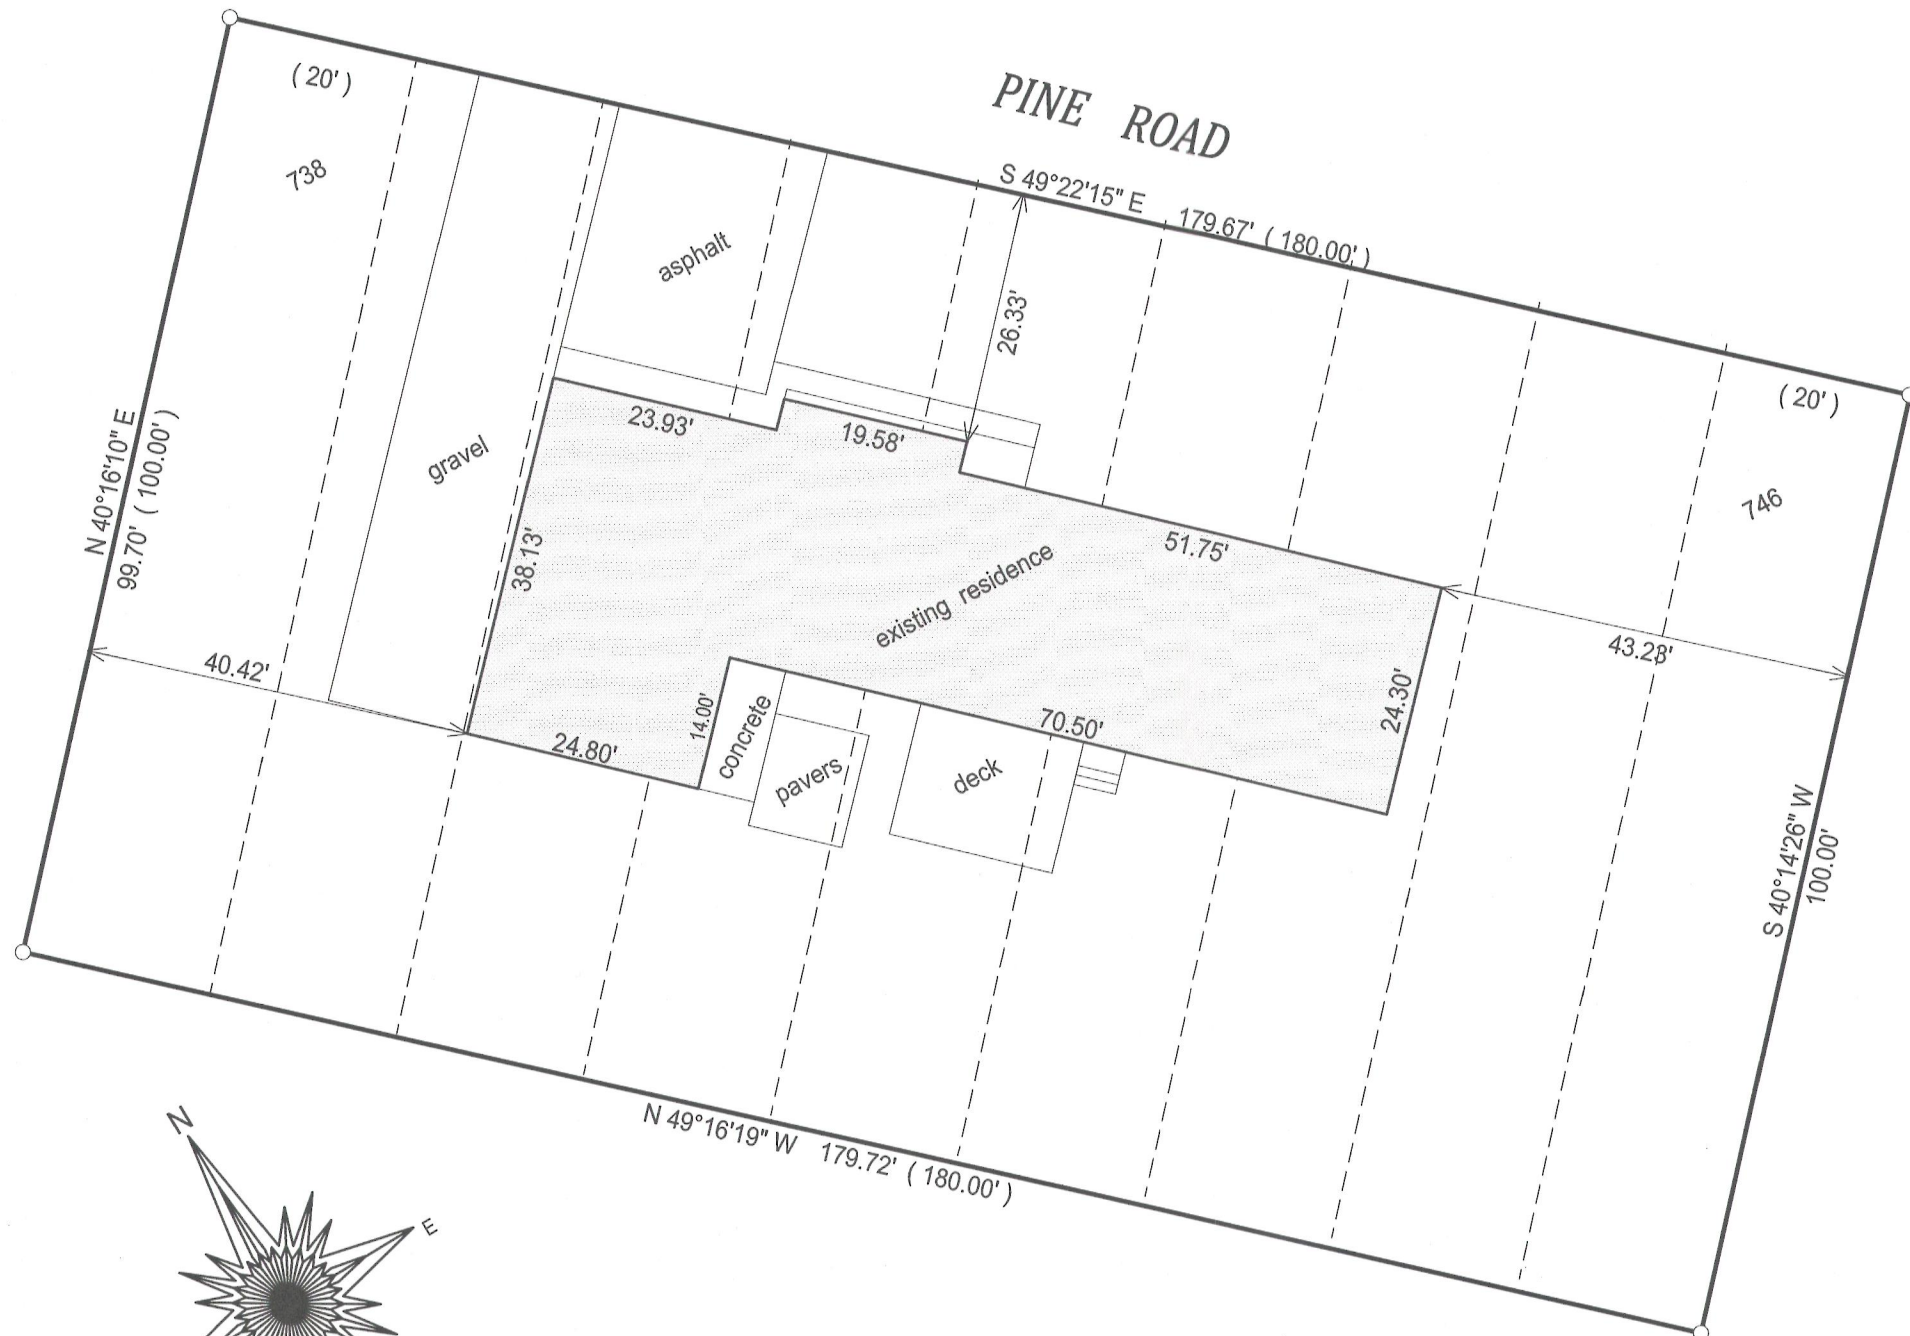 ( 20' )
PINE ROAD
738
S 49°22'15" E 179.67' ( 180.00' )
asphalt
26.33'
( 20' )
23.93'
19.58'
N 40°16'10" E
99.70' ( 100.00' )
gravel
746
51.75'
38.13'
existing residence
40.42'
43.28'
14.00'
concrete
70.50'
24.30'
24.80'
pavers
deck
S 40°14'26" W
100.00'
N 49°16'19" W 179.72' ( 180.00' )
N
E